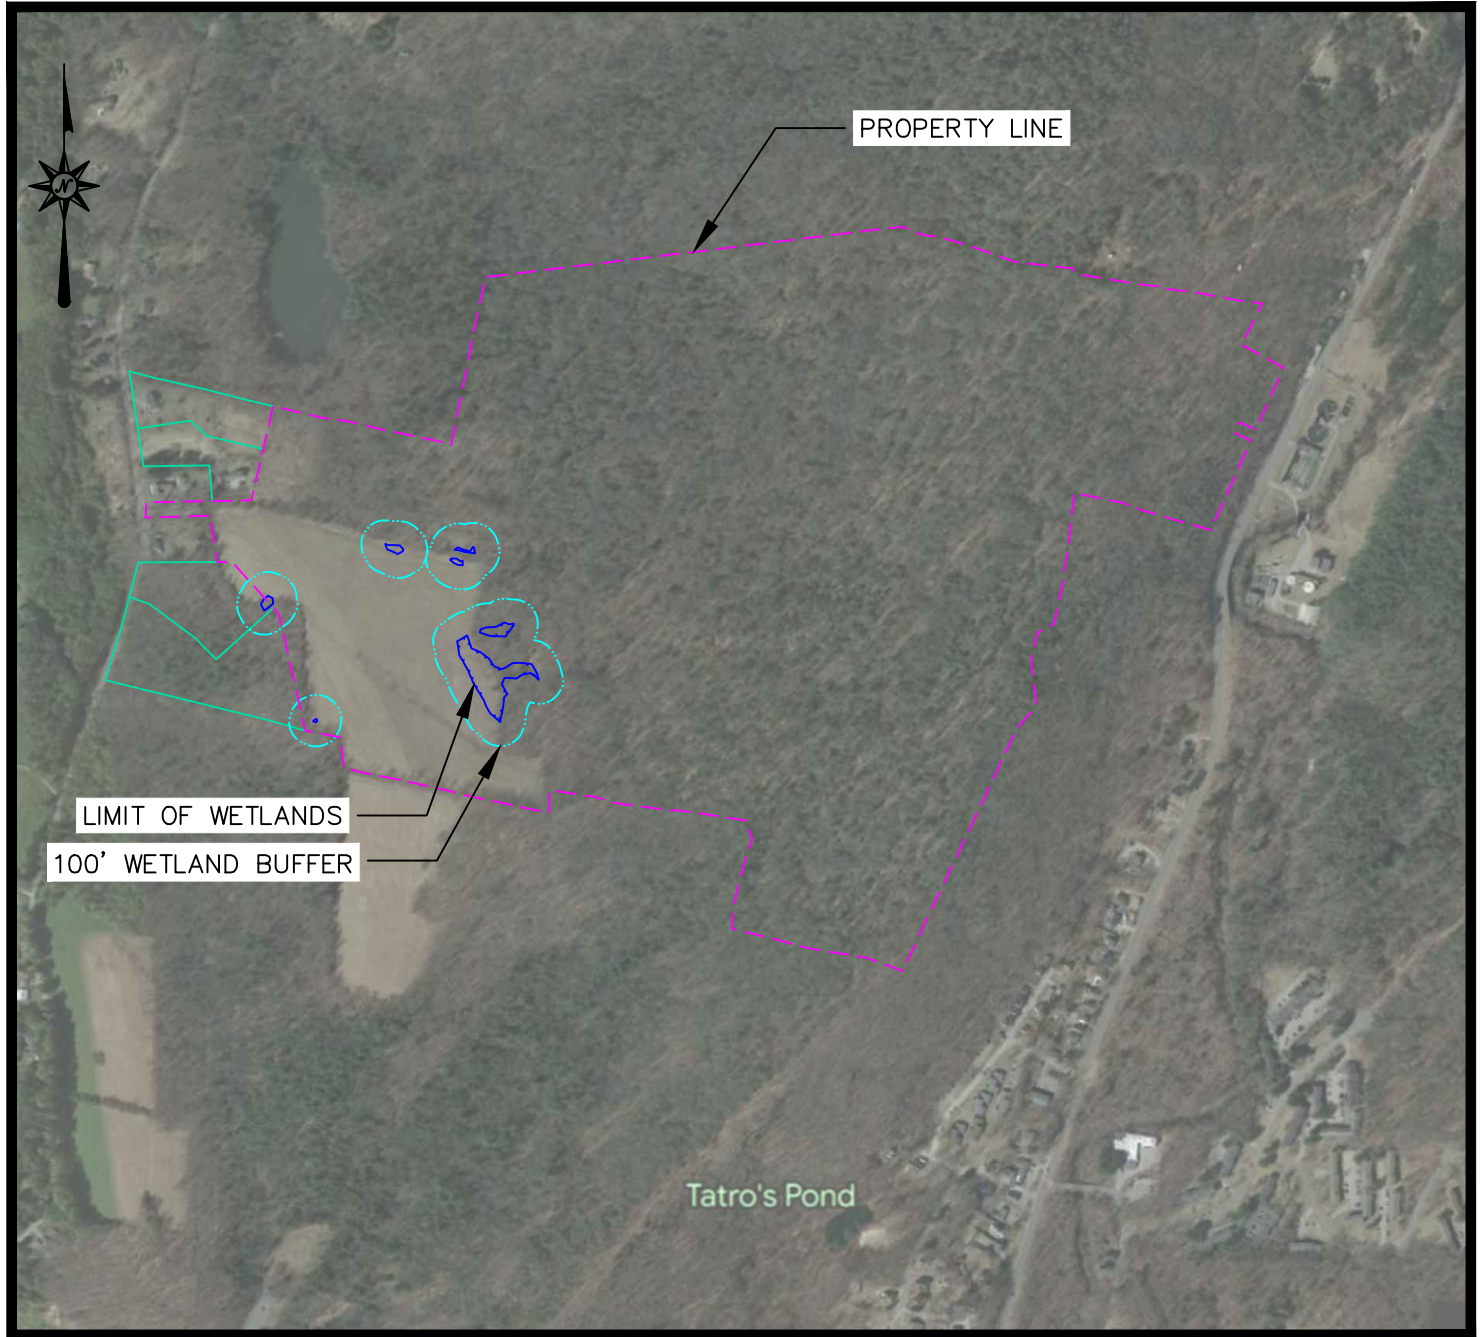 PROPERTY LINE
N
LIMIT OF WETLANDS
100' WETLAND BUFFER
Tatro's Pond